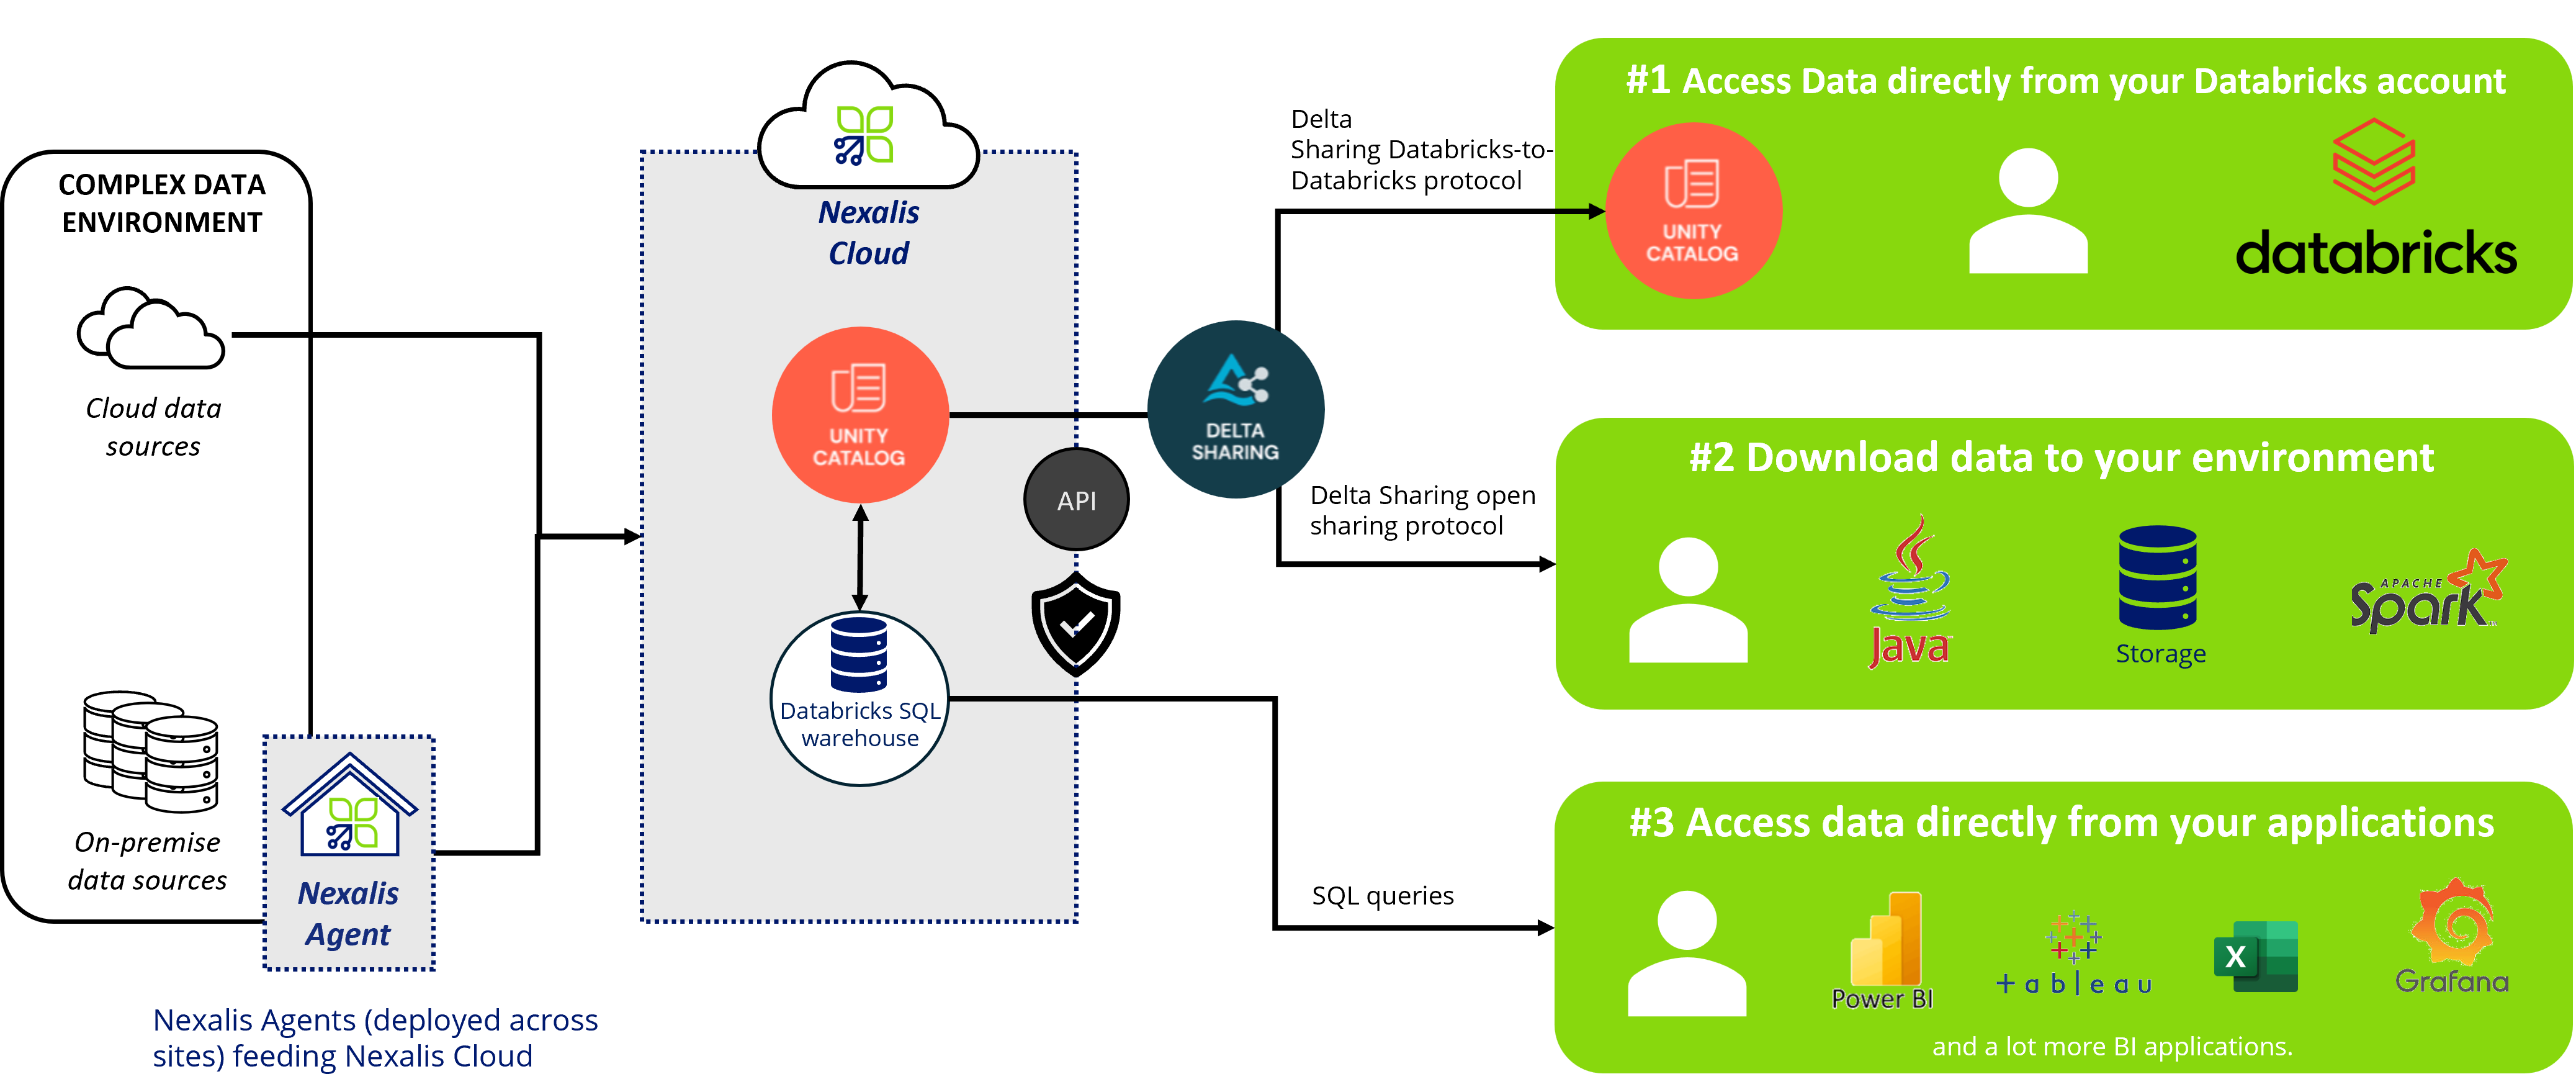 COMPLEX DATA
ENVIRONMENT
Cloud data
sources
On-premise
data sources
Nexalis
Agent
Nexalis Agents (deployed across
sites) feeding Nexalis Cloud
Nexalis
Cloud
UNITY
CATALOG
API
Databricks SQL
warehouse
DELTA
SHARING
Delta
Sharing Databricks-to-
Databricks protocol
Delta Sharing open
sharing protocol
SQL queries
#1 Access Data directly from your Databricks account
UNITY
CATALOG
databricks
#2 Download data to your environment
Java
Storage
APACHE
Spark
#3 Access data directly from your applications
Power BI
+ableau
X
Grafana
and a lot more BI applications.